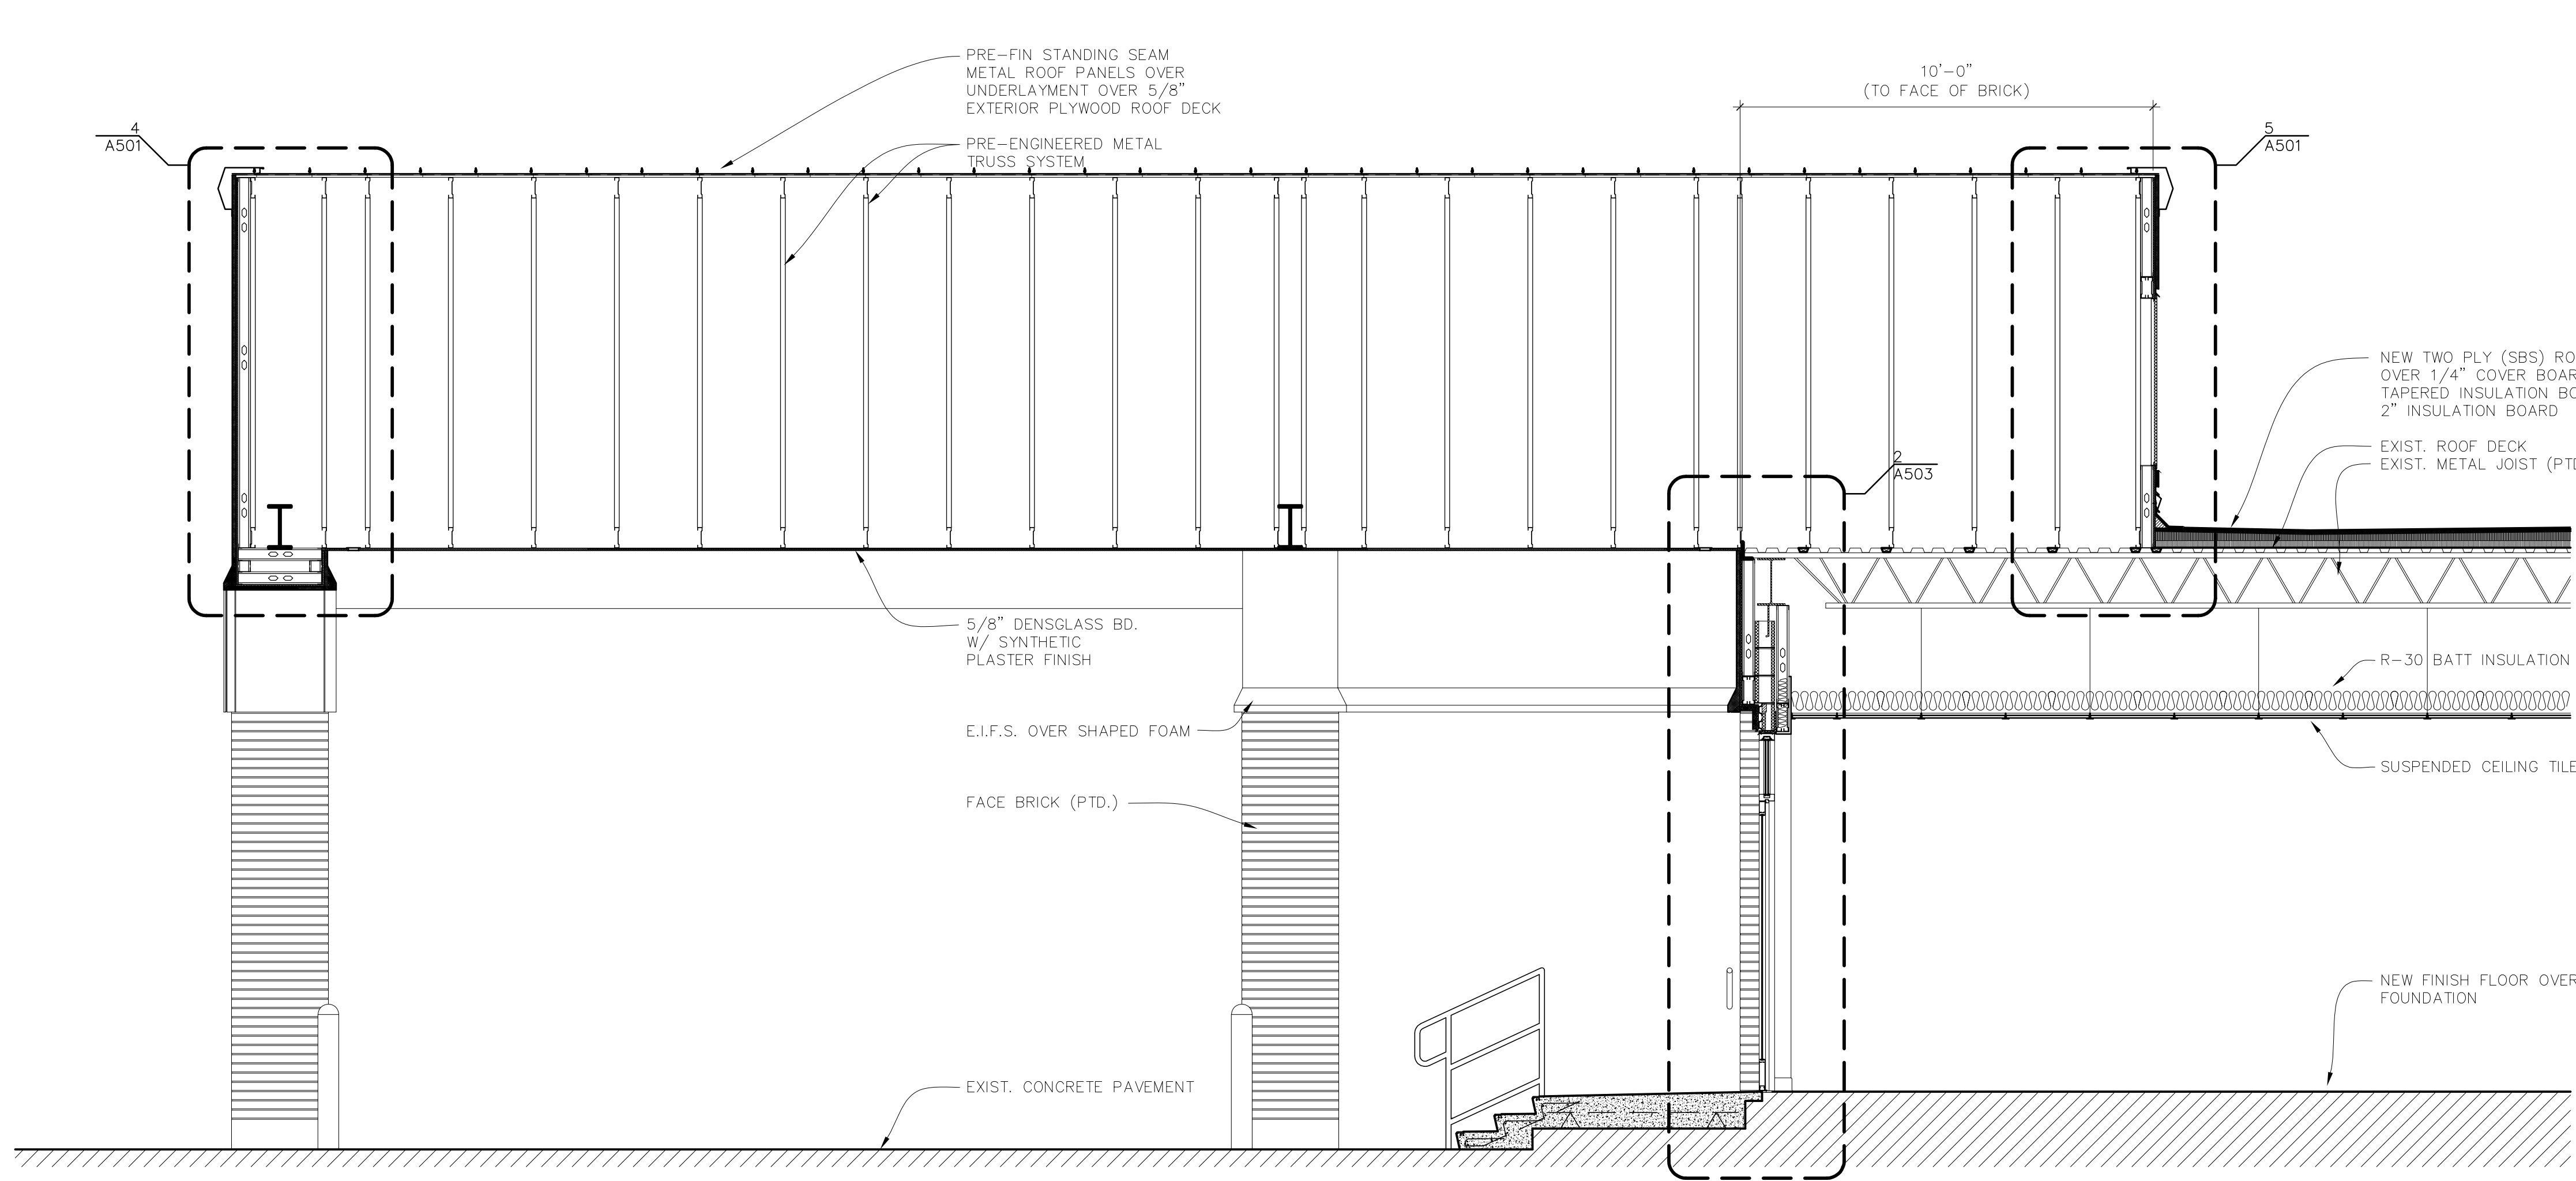 PRE-FIN STANDING SEAM
METAL ROOF PANELS OVER
UNDERLAYMENT OVER 5/8"
EXTERIOR PLYWOOD ROOF DECK
PRE-ENGINEERED METAL
TRUSS SYSTEM
10'-0"
(TO FACE OF BRICK)
4
A501
5
A501
2
A503
NEW TWO PLY (SBS)
OVER 1/4" COVER
TAPERED INSULATION
2" INSULATION BOARD
EXIST. ROOF DECK
EXIST. METAL JOIST
5/8" DENSGLASS BD.
W/ SYNTHETIC
PLASTER FINISH
R-30 BATT INSULATION
E.I.F.S. OVER SHAPED FOAM
SUSPENDED CEILING TILE
FACE BRICK (PTD.)
NEW FINISH FLOOR OVER
FOUNDATION
EXIST. CONCRETE PAVEMENT